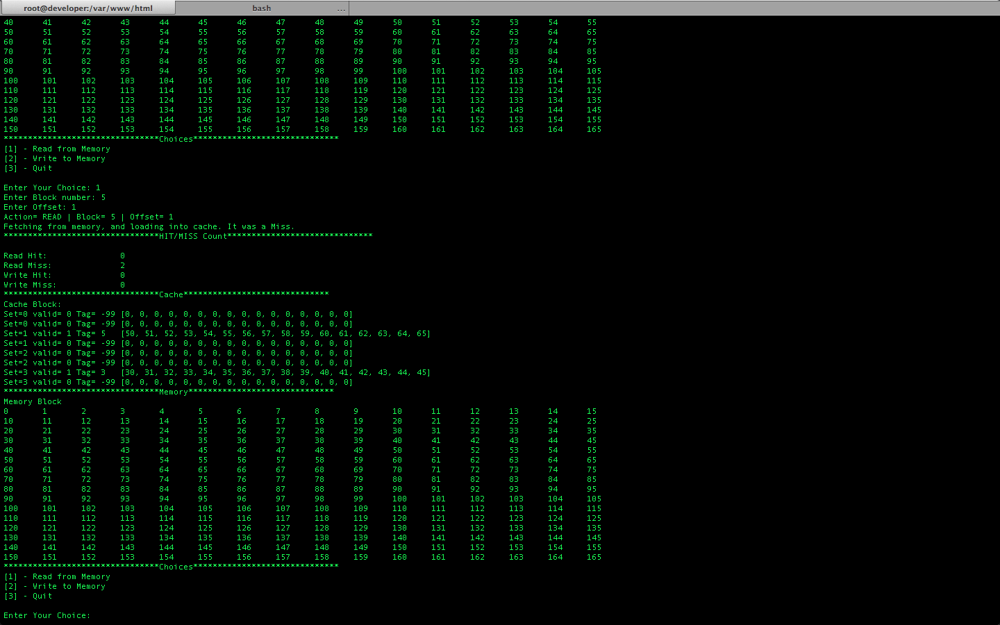 root@developer:/var/www/html bash ...
40 41 42 43 44 45 46 47 48 49 50 51 52 53 54 55
50 51 52 53 54 55 56 57 58 59 60 61 62 63 64 65
60 61 62 63 64 65 66 67 68 69 70 71 72 73 74 75
70 71 72 73 74 75 76 77 78 79 80 81 82 83 84 85
80 81 82 83 84 85 86 87 88 89 90 91 92 93 94 95
90 91 92 93 94 95 96 97 98 99 100 101 102 103 104 105
100 101 102 103 104 105 106 107 108 109 110 111 112 113 114 115
110 111 112 113 114 115 116 117 118 119 120 121 122 123 124 125
120 121 122 123 124 125 126 127 128 129 130 131 132 133 134 135
130 131 132 133 134 135 136 137 138 139 140 141 142 143 144 145
140 141 142 143 144 145 146 147 148 149 150 151 152 153 154 155
150 151 152 153 154 155 156 157 158 159 160 161 162 163 164 165
********************************Choices******************************
[1] - Read from Memory
[2] - Write to Memory
[3] - Quit
Enter Your Choice: 1
Enter Block number: 5
Enter Offset: 1
Action= READ | Block= 5 | Offset= 1
Fetching from memory, and loading into cache. It was a Miss.
********************************HIT/MISS Count******************************
Read Hit: 0
Read Miss: 2
Write Hit: 0
Write Miss: 0
********************************Cache******************************
Cache Block:
Set=0 valid= 0 Tag= -99 [0, 0, 0, 0, 0, 0, 0, 0, 0, 0, 0, 0, 0, 0, 0, 0]
Set=0 valid= 0 Tag= -99 [0, 0, 0, 0, 0, 0, 0, 0, 0, 0, 0, 0, 0, 0, 0, 0]
Set=1 valid= 1 Tag= 5 [50, 51, 52, 53, 54, 55, 56, 57, 58, 59, 60, 61, 62, 63, 64, 65]
Set=1 valid= 0 Tag= -99 [0, 0, 0, 0, 0, 0, 0, 0, 0, 0, 0, 0, 0, 0, 0, 0]
Set=2 valid= 0 Tag= -99 [0, 0, 0, 0, 0, 0, 0, 0, 0, 0, 0, 0, 0, 0, 0, 0]
Set=2 valid= 0 Tag= -99 [0, 0, 0, 0, 0, 0, 0, 0, 0, 0, 0, 0, 0, 0, 0, 0]
Set=3 valid= 1 Tag= 3 [30, 31, 32, 33, 34, 35, 36, 37, 38, 39, 40, 41, 42, 43, 44, 45]
Set=3 valid= 0 Tag= -99 [0, 0, 0, 0, 0, 0, 0, 0, 0, 0, 0, 0, 0, 0, 0, 0]
********************************Memory******************************
Memory Block
0 1 2 3 4 5 6 7 8 9 10 11 12 13 14 15
10 11 12 13 14 15 16 17 18 19 20 21 22 23 24 25
20 21 22 23 24 25 26 27 28 29 30 31 32 33 34 35
30 31 32 33 34 35 36 37 38 39 40 41 42 43 44 45
40 41 42 43 44 45 46 47 48 49 50 51 52 53 54 55
50 51 52 53 54 55 56 57 58 59 60 61 62 63 64 65
60 61 62 63 64 65 66 67 68 69 70 71 72 73 74 75
70 71 72 73 74 75 76 77 78 79 80 81 82 83 84 85
80 81 82 83 84 85 86 87 88 89 90 91 92 93 94 95
90 91 92 93 94 95 96 97 98 99 100 101 102 103 104 105
100 101 102 103 104 105 106 107 108 109 110 111 112 113 114 115
110 111 112 113 114 115 116 117 118 119 120 121 122 123 124 125
120 121 122 123 124 125 126 127 128 129 130 131 132 133 134 135
130 131 132 133 134 135 136 137 138 139 140 141 142 143 144 145
140 141 142 143 144 145 146 147 148 149 150 151 152 153 154 155
150 151 152 153 154 155 156 157 158 159 160 161 162 163 164 165
********************************Choices******************************
[1] - Read from Memory
[2] - Write to Memory
[3] - Quit
Enter Your Choice: